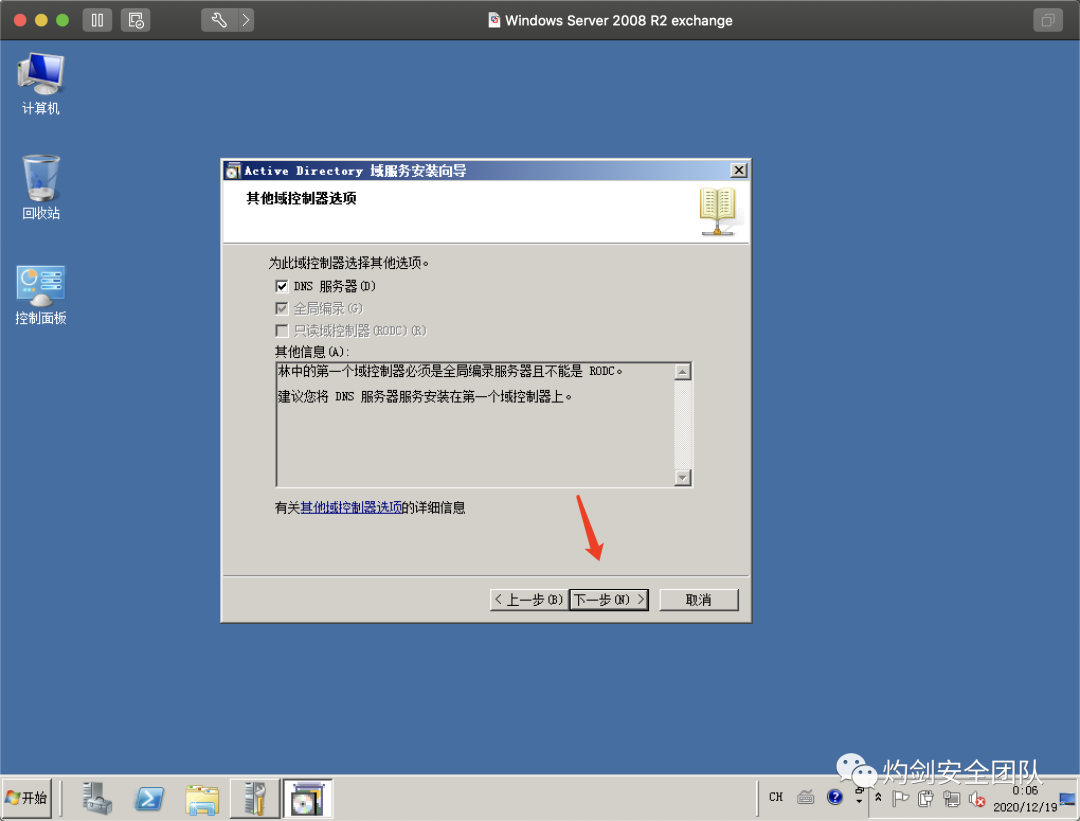 Windows Server 2008 R2 exchange
计算机
回收站
控制面板
Active Directory 域服务安装向导
其他域控制器选项
为此域控制器选择其他选项。
DNS 服务器(D)
全局编录(G)
只读域控制器(RODC)(R)
其他信息(A):
林中的第一个域控制器必须是全局编录服务器且不能是 RODC。
建议您将 DNS 服务器服务安装在第一个域控制器上。
有关其他域控制器选项的详细信息
< 上一步(B)
下一步(N) >
取消
灼剑安全团队
开始
CH
0:06
2020/12/19